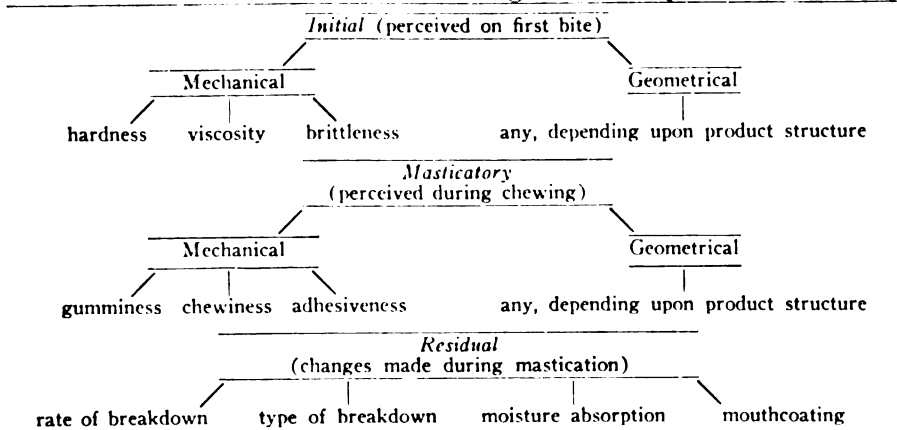 Initial (perceived on first bite)
Mechanical Geometrical
hardness viscosity brittleness any, depending upon product structure
Masticatory
(perceived during chewing)
Mechanical Geometrical
gumminess chewiness adhesiveness any, depending upon product structure
Residual
(changes made during mastication)
rate of breakdown type of breakdown moisture absorption mouthcoating